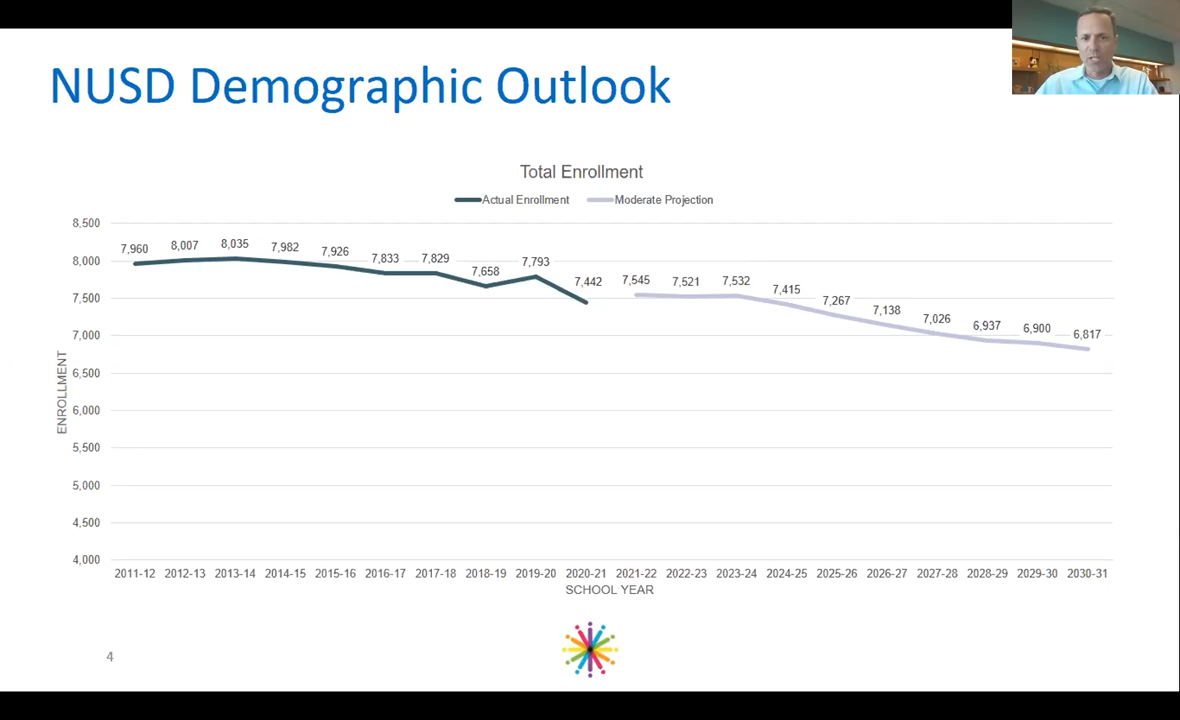 NUSD Demographic Outlook
Total Enrollment
Actual Enrollment Moderate Projection
8,500
8,000
7,500
7,000
6,500
6,000
5,500
5,000
4,500
4,000
ENROLLMENT
7,960 8,007 8,035 7,982 7,926 7,833 7,829 7,658 7,793 7,442 7,545 7,521 7,532 7,415 7,267 7,138 7,026 6,937 6,900 6,817
2011-12 2012-13 2013-14 2014-15 2015-16 2016-17 2017-18 2018-19 2019-20 2020-21 2021-22 2022-23 2023-24 2024-25 2025-26 2026-27 2027-28 2028-29 2029-30 2030-31
SCHOOL YEAR
4